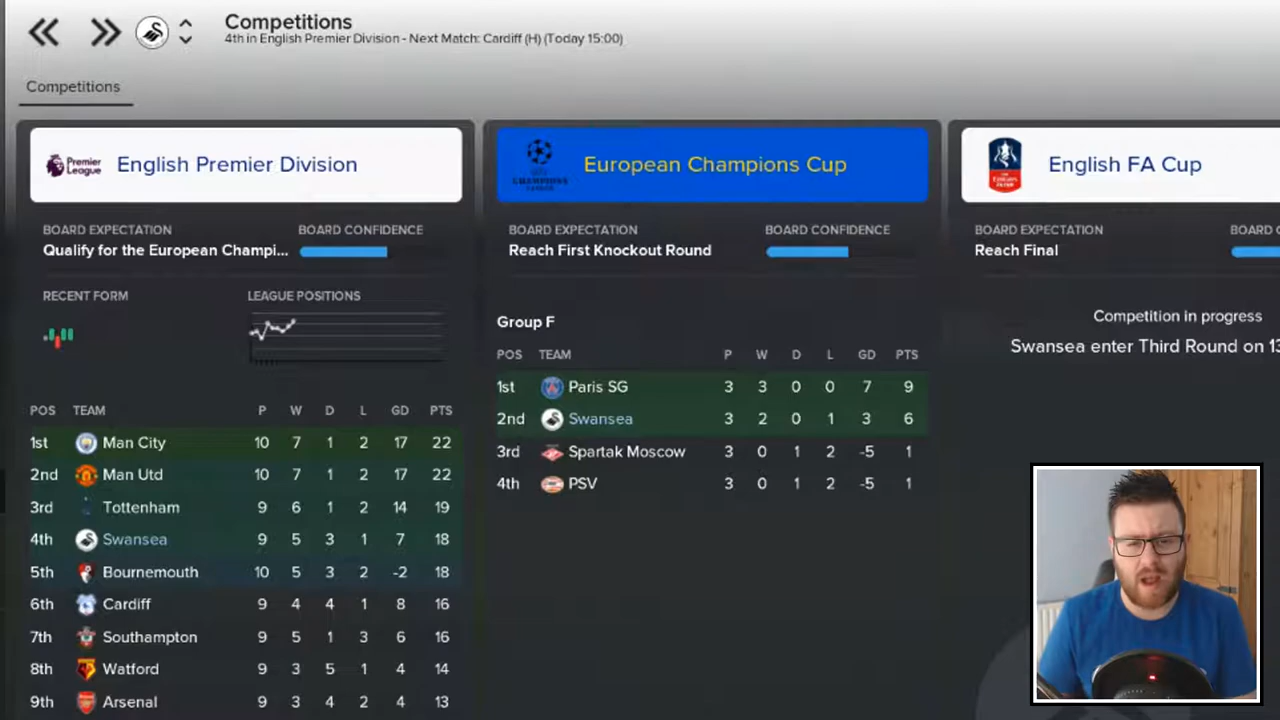 Competitions
4th in English Premier Division - Next Match: Cardiff (H) (Today 15:00)
Competitions
Premier League
English Premier Division
BOARD EXPECTATION BOARD CONFIDENCE
Qualify for the European Champi...
RECENT FORM LEAGUE POSITIONS
POS TEAM P W D L GD PTS
1st Man City 10 7 1 2 17 22
2nd Man Utd 10 7 1 2 17 22
3rd Tottenham 9 6 1 2 14 19
4th Swansea 9 5 3 1 7 18
5th Bournemouth 10 5 3 2 -2 18
6th Cardiff 9 4 4 1 8 16
7th Southampton 9 5 1 3 6 16
8th Watford 9 3 5 1 4 14
9th Arsenal 9 3 4 2 4 13
CHAMPIONS LEAGUE
European Champions Cup
BOARD EXPECTATION BOARD CONFIDENCE
Reach First Knockout Round
Group F
POS TEAM P W D L GD PTS
1st Paris SG 3 3 0 0 7 9
2nd Swansea 3 2 0 1 3 6
3rd Spartak Moscow 3 0 1 2 -5 1
4th PSV 3 0 1 2 -5 1
English FA Cup
BOARD EXPECTATION BOARD C
Reach Final
Competition in progress
Swansea enter Third Round on 13